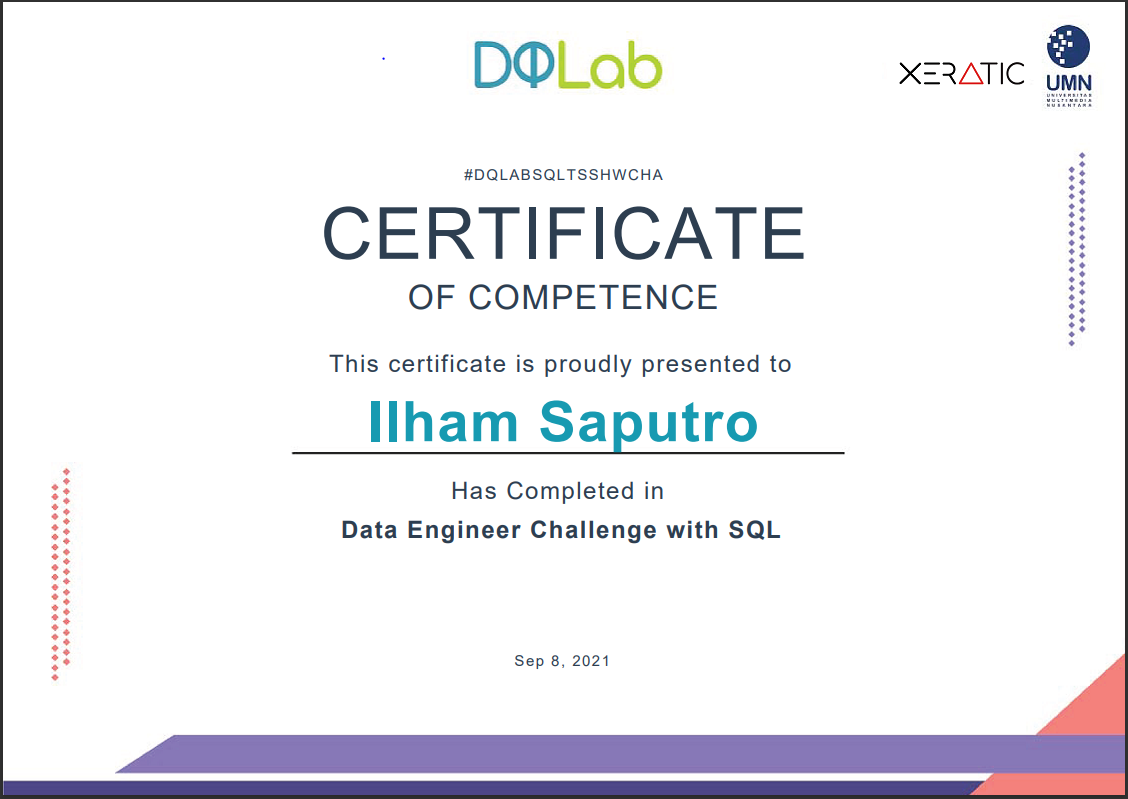 DQLab
XERATIC
UMN
UNIVERSITAS
MULTIMEDIA
NUSANTARA
#DQLABSQLTSSHWCHA
CERTIFICATE
OF COMPETENCE
This certificate is proudly presented to
Ilham Saputro
Has Completed in
Data Engineer Challenge with SQL
Sep 8, 2021